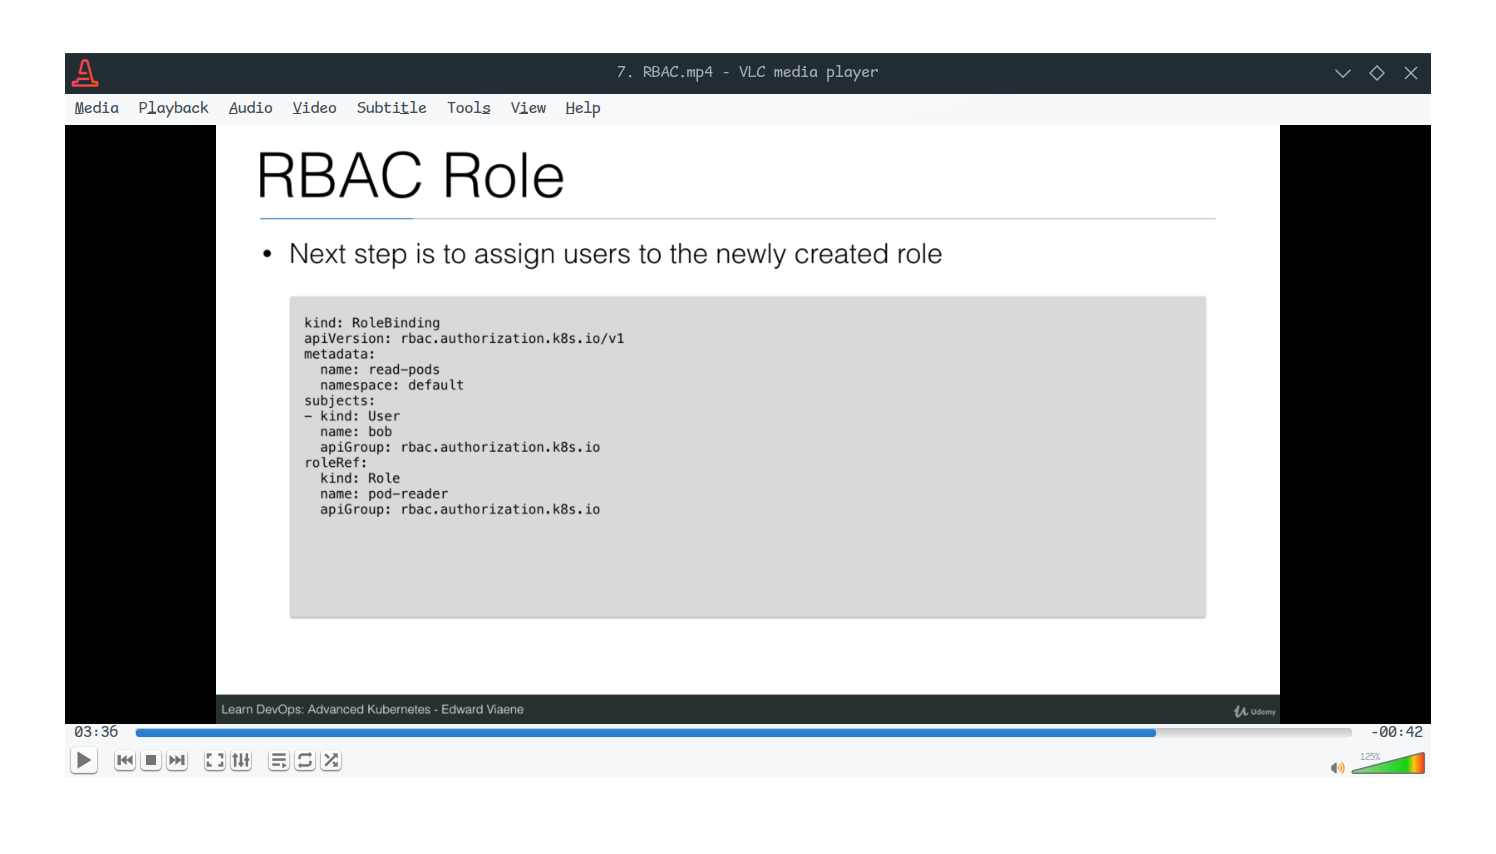 7. RBAC.mp4 - VLC media player
Media Playback Audio Video Subtitle Tools View Help
RBAC Role
• Next step is to assign users to the newly created role
kind: RoleBinding
apiVersion: rbac.authorization.k8s.io/v1
metadata:
  name: read-pods
  namespace: default
subjects:
- kind: User
  name: bob
  apiGroup: rbac.authorization.k8s.io
roleRef:
  kind: Role
  name: pod-reader
  apiGroup: rbac.authorization.k8s.io
Learn DevOps: Advanced Kubernetes - Edward Viaene
Udemy
03:36 -00:42
125%